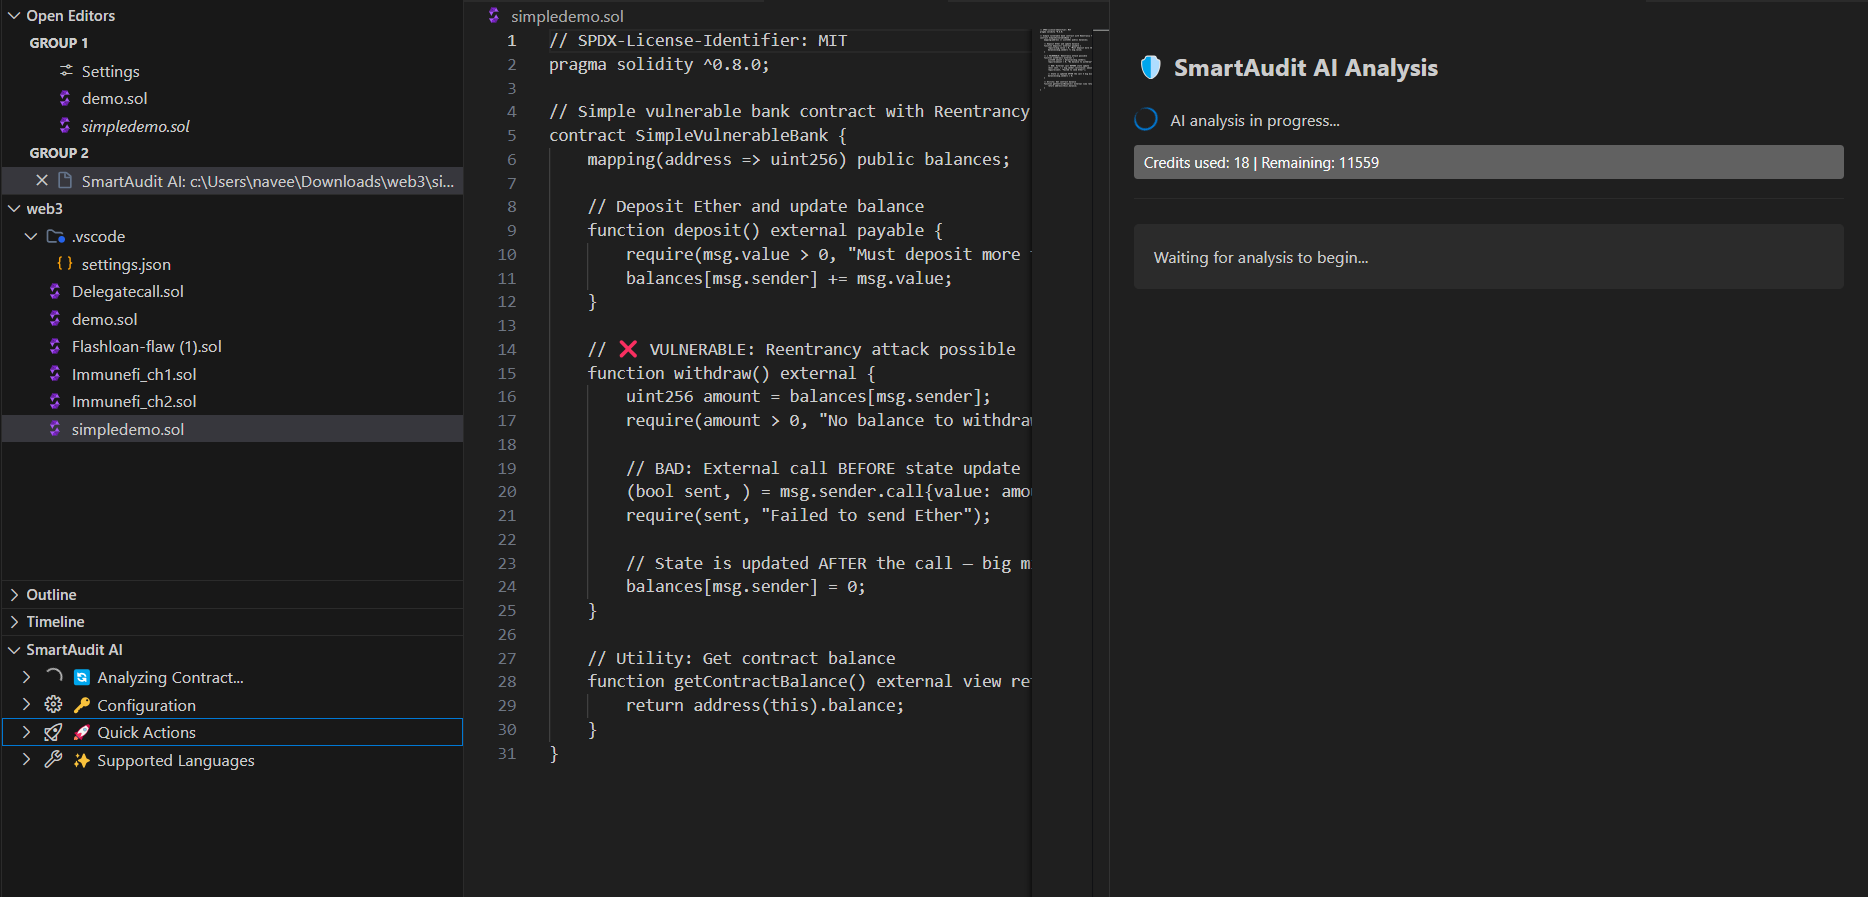 Open Editors
GROUP 1
Settings
demo.sol
simpledemo.sol
GROUP 2
SmartAudit AI: c:\Users\navee\Downloads\web3\si...
web3
.vscode
{} settings.json
Delegatecall.sol
demo.sol
Flashloan-flaw (1).sol
Immunefi_ch1.sol
Immunefi_ch2.sol
simpledemo.sol
Outline
Timeline
SmartAudit AI
Analyzing Contract...
Configuration
Quick Actions
Supported Languages
simpledemo.sol
1 // SPDX-License-Identifier: MIT
2 pragma solidity ^0.8.0;
3
4 // Simple vulnerable bank contract with Reentrancy
5 contract SimpleVulnerableBank {
6 mapping(address => uint256) public balances;
7
8 // Deposit Ether and update balance
9 function deposit() external payable {
10 require(msg.value > 0, "Must deposit more
11 balances[msg.sender] += msg.value;
12 }
13
14 // ❌ VULNERABLE: Reentrancy attack possible
15 function withdraw() external {
16 uint256 amount = balances[msg.sender];
17 require(amount > 0, "No balance to withdra
18
19 // BAD: External call BEFORE state update
20 (bool sent, ) = msg.sender.call{value: amo
21 require(sent, "Failed to send Ether");
22
23 // State is updated AFTER the call — big m
24 balances[msg.sender] = 0;
25 }
26
27 // Utility: Get contract balance
28 function getContractBalance() external view re
29 return address(this).balance;
30 }
31 }
SmartAudit AI Analysis
AI analysis in progress...
Credits used: 18 | Remaining: 11559
Waiting for analysis to begin...